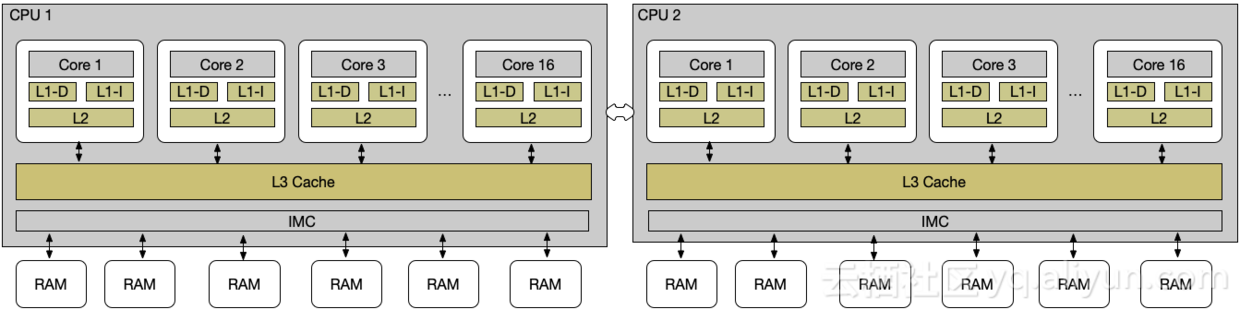 CPU 1
Core 1 Core 2 Core 3 Core 16
L1-D L1-I L1-D L1-I L1-D L1-I ... L1-D L1-I
L2 L2 L2 L2
L3 Cache
IMC
RAM RAM RAM RAM RAM RAM
CPU 2
Core 1 Core 2 Core 3 Core 16
L1-D L1-I L1-D L1-I L1-D L1-I ... L1-D L1-I
L2 L2 L2 L2
L3 Cache
IMC
RAM RAM RAM RAM RAM RAM
云栖社区 yq.aliyun.com